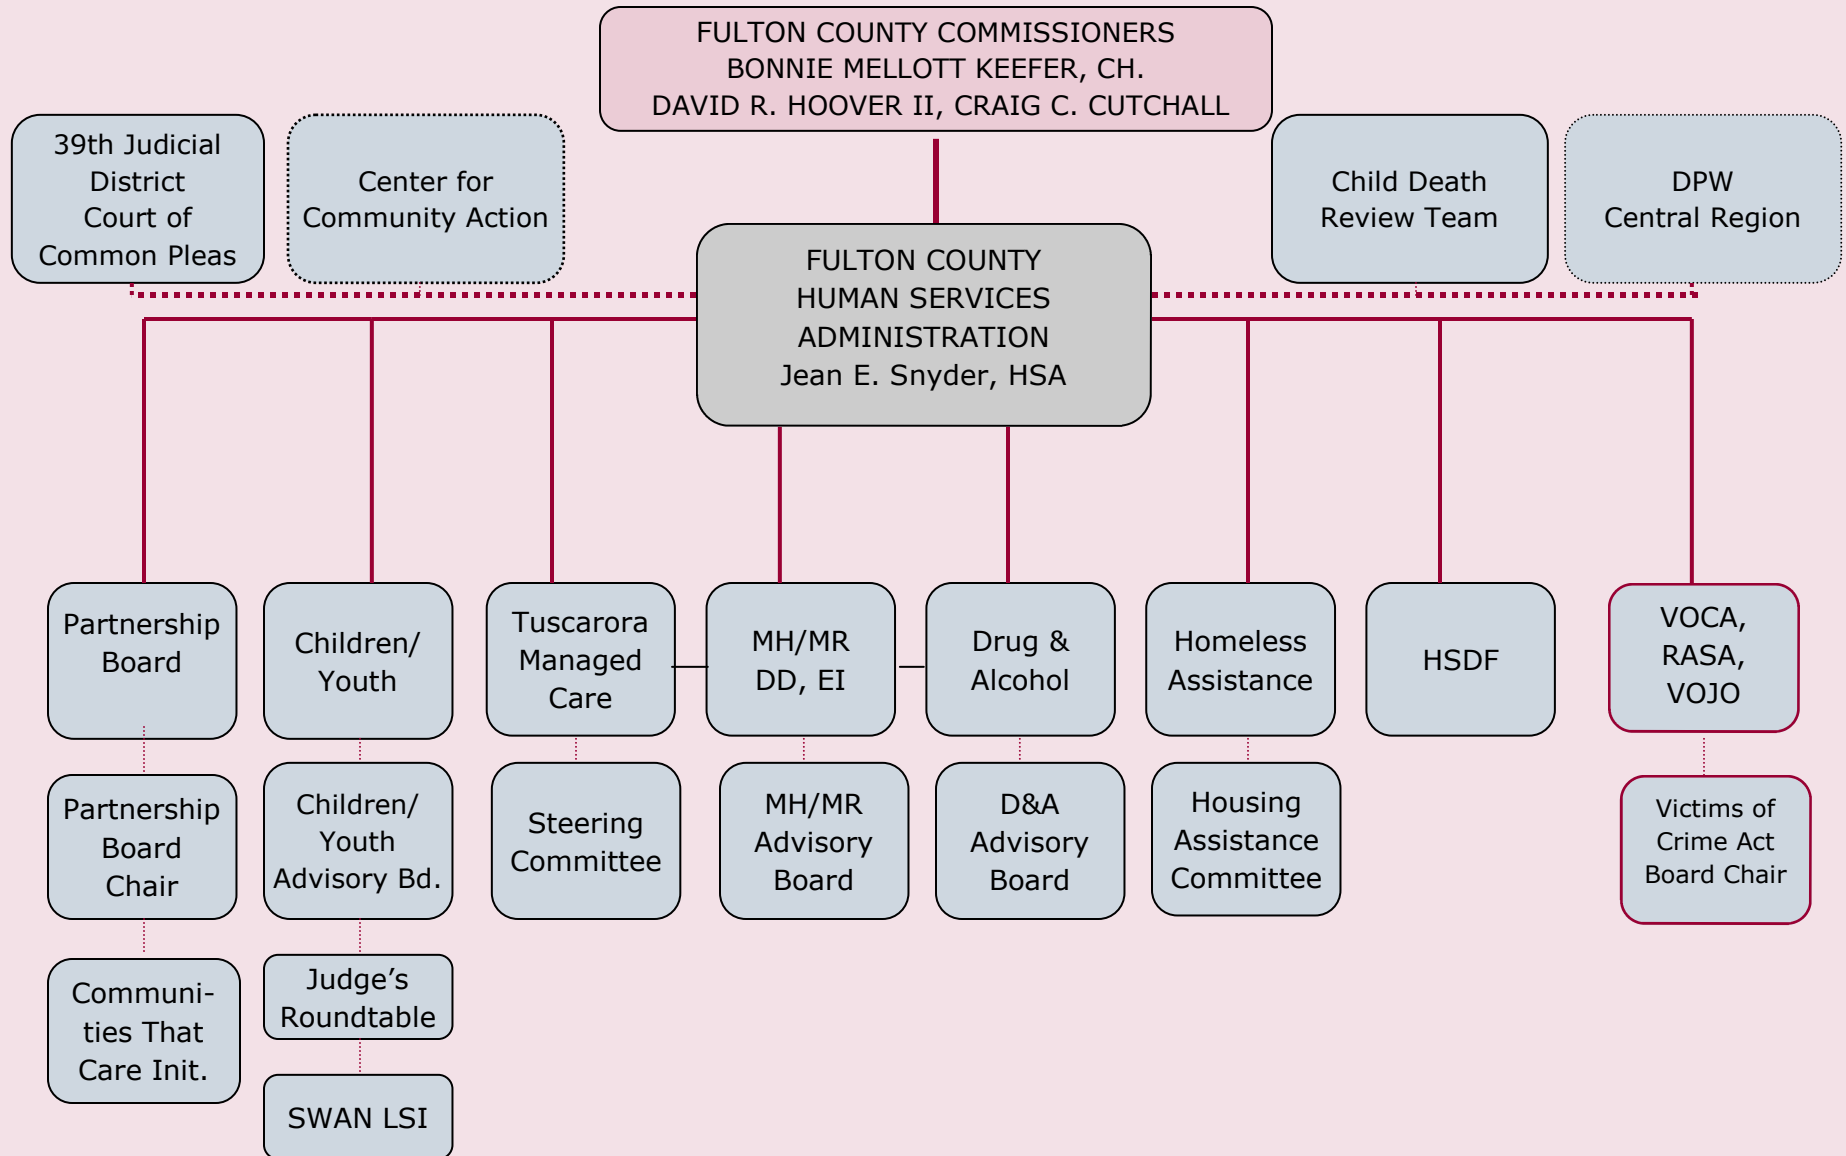 FULTON COUNTY COMMISSIONERS
BONNIE MELLOTT KEEFER, CH.
DAVID R. HOOVER II, CRAIG C. CUTCHALL
39th Judicial
District
Court of
Common Pleas
Center for
Community Action
Child Death
Review Team
DPW
Central Region
FULTON COUNTY
HUMAN SERVICES
ADMINISTRATION
Jean E. Snyder, HSA
Partnership
Board
Children/
Youth
Tuscarora
Managed
Care
MH/MR
DD, EI
Drug &
Alcohol
Homeless
Assistance
HSDF
VOCA,
RASA,
VOJO
Partnership
Board
Chair
Children/
Youth
Advisory Bd.
Steering
Committee
MH/MR
Advisory
Board
D&A
Advisory
Board
Housing
Assistance
Committee
Victims of
Crime Act
Board Chair
Communi-
ties That
Care Init.
Judge’s
Roundtable
SWAN LSI